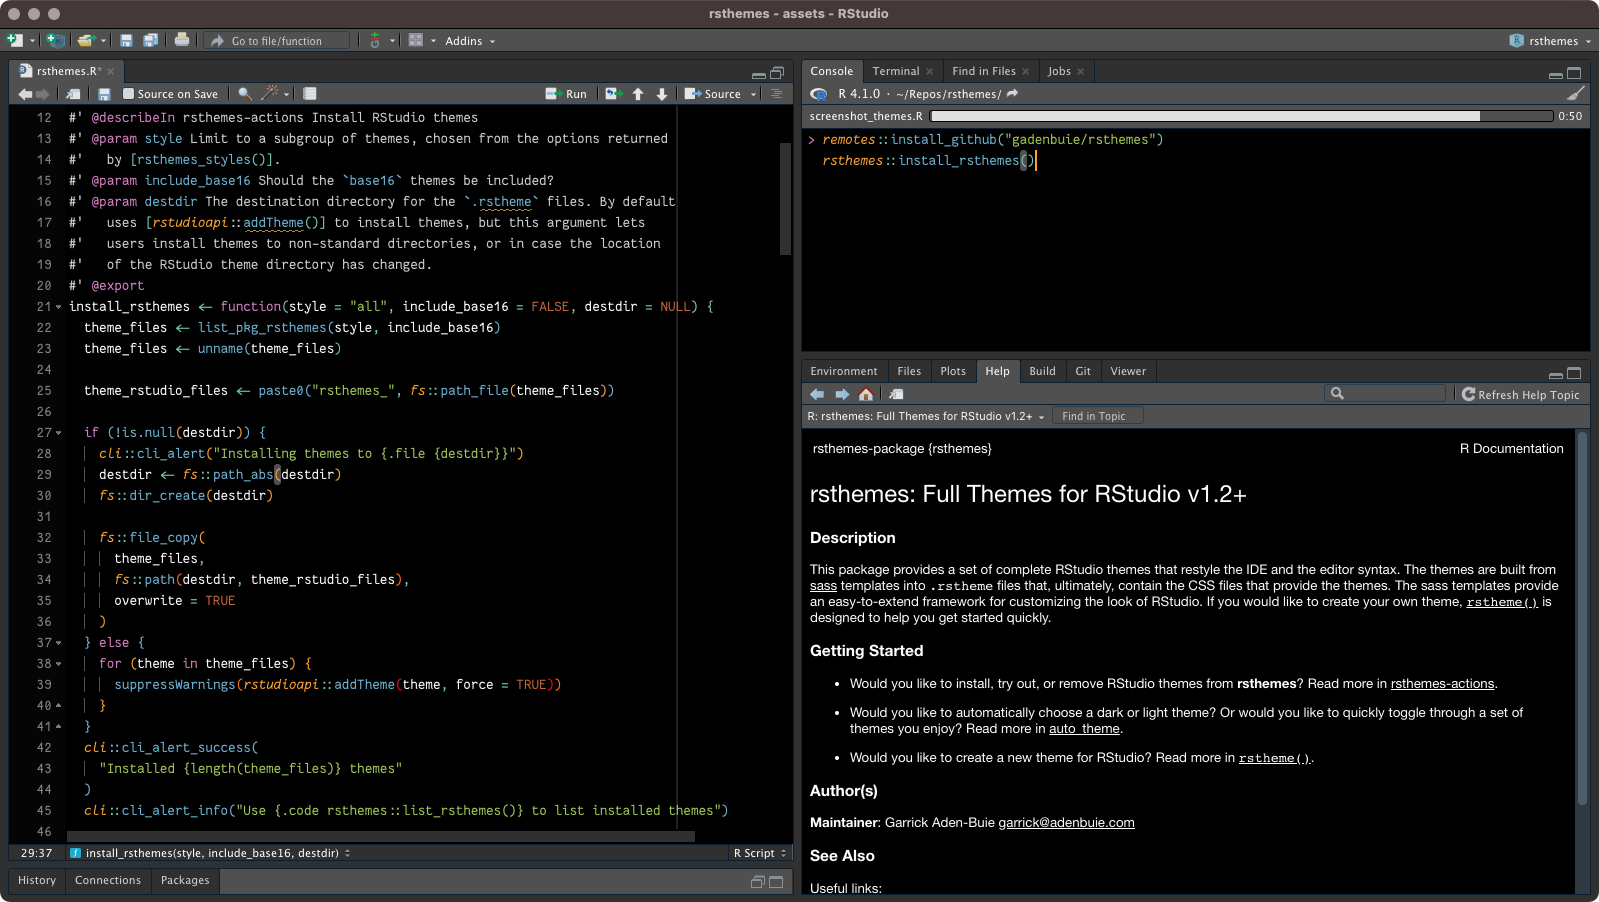 rsthemes - assets - RStudio
Go to file/function
Addins
rsthemes
rsthemes.R*
Source on Save
Run
Source
12 #' @describeIn rsthemes-actions Install RStudio themes
13 #' @param style Limit to a subgroup of themes, chosen from the options returned
14 #'   by [rsthemes_styles()].
15 #' @param include_base16 Should the `base16` themes be included?
16 #' @param destdir The destination directory for the `.rstheme` files. By default
17 #'   uses [rstudioapi::addTheme()] to install themes, but this argument lets
18 #'   users install themes to non-standard directories, or in case the location
19 #'   of the RStudio theme directory has changed.
20 #' @export
21 install_rsthemes <- function(style = "all", include_base16 = FALSE, destdir = NULL) {
22   theme_files <- list_pkg_rsthemes(style, include_base16)
23   theme_files <- unname(theme_files)
24
25   theme_rstudio_files <- paste0("rsthemes_", fs::path_file(theme_files))
26
27   if (!is.null(destdir)) {
28     cli::cli_alert("Installing themes to {.file {destdir}}")
29     destdir <- fs::path_abs(destdir)
30     fs::dir_create(destdir)
31
32     fs::file_copy(
33       theme_files,
34       fs::path(destdir, theme_rstudio_files),
35       overwrite = TRUE
36     )
37   } else {
38     for (theme in theme_files) {
39       suppressWarnings(rstudioapi::addTheme(theme, force = TRUE))
40     }
41   }
42   cli::cli_alert_success(
43     "Installed {length(theme_files)} themes"
44   )
45   cli::cli_alert_info("Use {.code rsthemes::list_rsthemes()} to list installed themes")
46
29:37
install_rsthemes(style, include_base16, destdir)
R Script
History
Connections
Packages
Console
Terminal
Find in Files
Jobs
R 4.1.0 · ~/Repos/rsthemes/
screenshot_themes.R
0:50
> remotes::install_github("gadenbuie/rsthemes")
rsthemes::install_rsthemes()
Environment
Files
Plots
Help
Build
Git
Viewer
Refresh Help Topic
R: rsthemes: Full Themes for RStudio v1.2+
Find in Topic
rsthemes-package {rsthemes}
R Documentation
rsthemes: Full Themes for RStudio v1.2+
Description
This package provides a set of complete RStudio themes that restyle the IDE and the editor syntax. The themes are built from
sass templates into .rstheme files that, ultimately, contain the CSS files that provide the themes. The sass templates provide
an easy-to-extend framework for customizing the look of RStudio. If you would like to create your own theme, rstheme() is
designed to help you get started quickly.
Getting Started
• Would you like to install, try out, or remove RStudio themes from rsthemes? Read more in rsthemes-actions.
• Would you like to automatically choose a dark or light theme? Or would you like to quickly toggle through a set of
themes you enjoy? Read more in auto_theme.
• Would you like to create a new theme for RStudio? Read more in rstheme().
Author(s)
Maintainer: Garrick Aden-Buie garrick@adenbuie.com
See Also
Useful links: